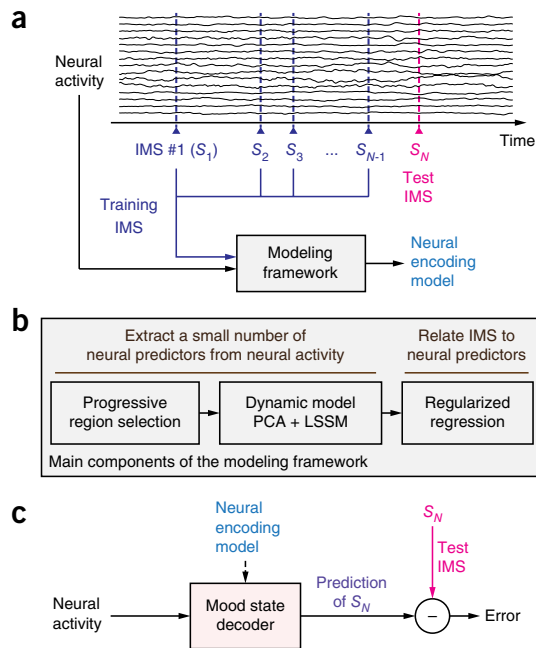 a
Neural
activity
Time
IMS #1 (S1) S2 S3 ... SN-1 SN
Test
IMS
Training
IMS
Modeling
framework
Neural
encoding
model
b
Extract a small number of
neural predictors from neural activity
Relate IMS to
neural predictors
Progressive
region selection
Dynamic model
PCA + LSSM
Regularized
regression
Main components of the modeling framework
c
Neural
encoding
model
SN
Test
IMS
Neural
activity
Mood state
decoder
Prediction
of SN
−
Error